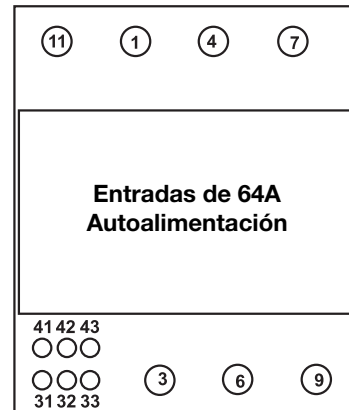 11 1 4 7
Entradas de 64A
Autoalimentación
41 42 43
3 6 9
31 32 33